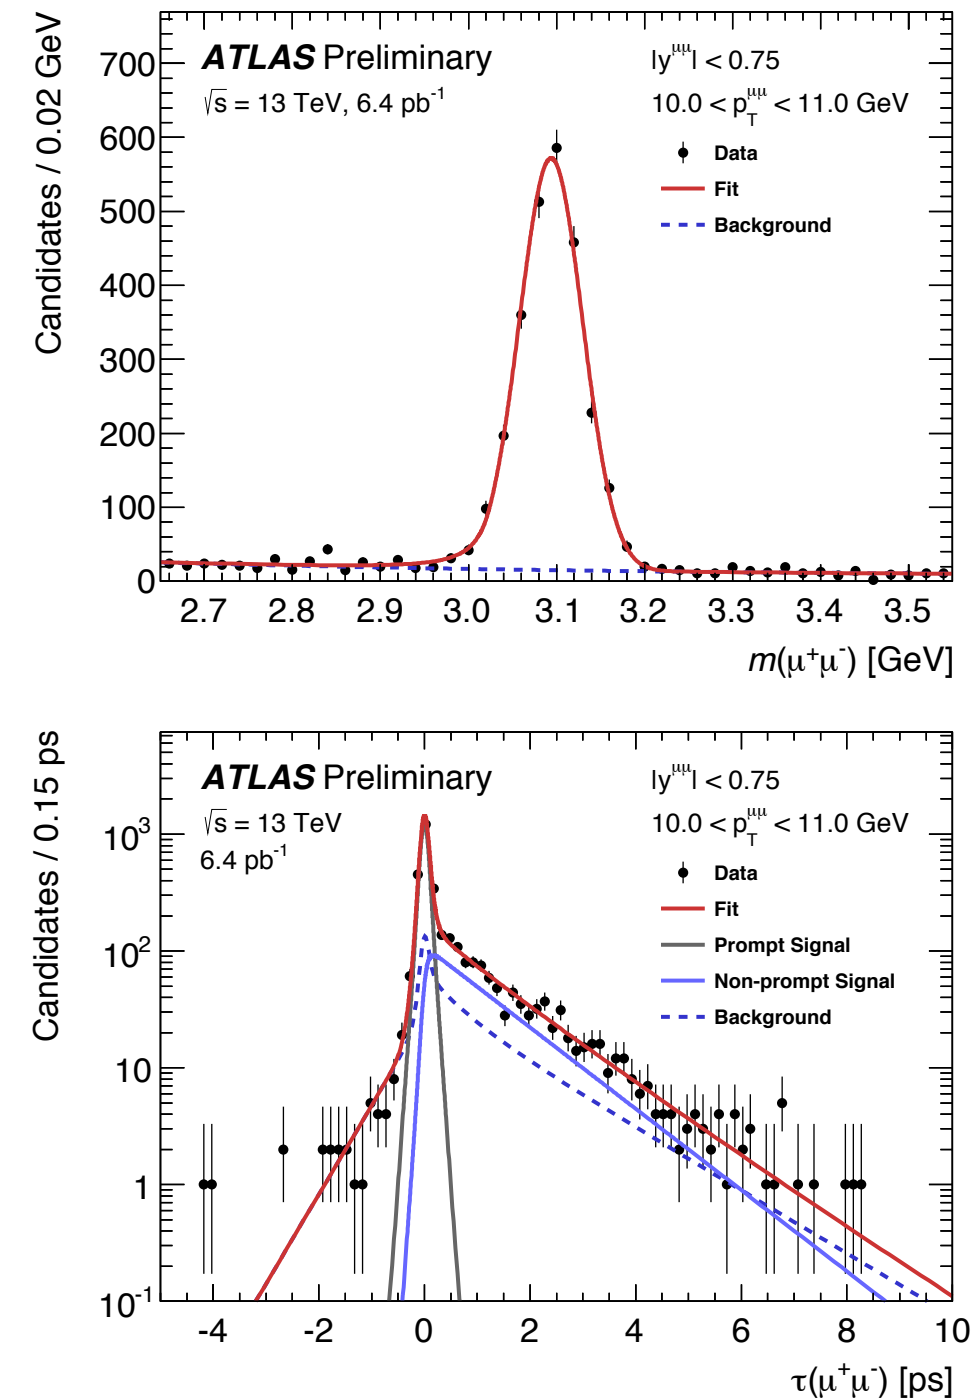 Candidates / 0.02 GeV
700
600
500
400
300
200
100
0
ATLAS Preliminary
√s = 13 TeV, 6.4 pb⁻¹
|y^μμ| < 0.75
10.0 < p_T^μμ < 11.0 GeV
Data
Fit
Background
2.7 2.8 2.9 3.0 3.1 3.2 3.3 3.4 3.5
m(μ⁺μ⁻) [GeV]
Candidates / 0.15 ps
10³
10²
10
1
10⁻¹
ATLAS Preliminary
√s = 13 TeV
6.4 pb⁻¹
|y^μμ| < 0.75
10.0 < p_T^μμ < 11.0 GeV
Data
Fit
Prompt Signal
Non-prompt Signal
Background
-4 -2 0 2 4 6 8 10
τ(μ⁺μ⁻) [ps]